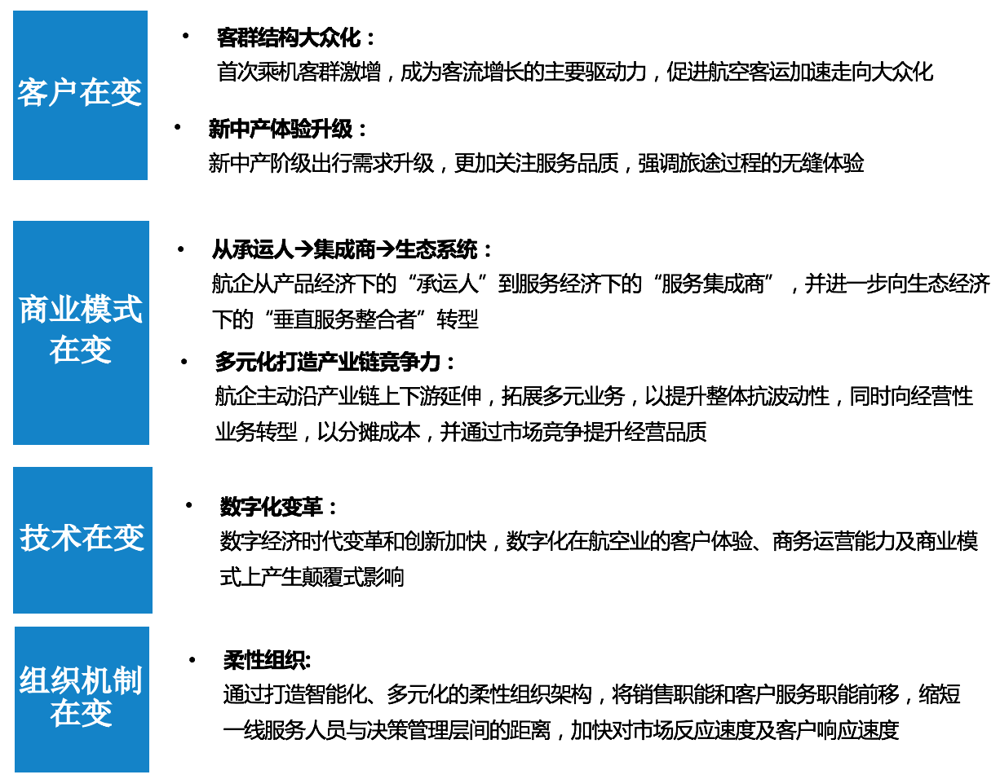 客户在变
• 客群结构大众化：
首次乘机客群激增，成为客流增长的主要驱动力，促进航空客运加速走向大众化
• 新中产体验升级：
新中产阶级出行需求升级，更加关注服务品质，强调旅途过程的无缝体验
商业模式
在变
• 从承运人→集成商→生态系统：
航企从产品经济下的“承运人”到服务经济下的“服务集成商”，并进一步向生态经济
下的“垂直服务整合者”转型
• 多元化打造产业链竞争力：
航企主动沿产业链上下游延伸，拓展多元业务，以提升整体抗波动性，同时向经营性
业务转型，以分摊成本，并通过市场竞争提升经营品质
技术在变
• 数字化变革：
数字经济时代变革和创新加快，数字化在航空业的客户体验、商务运营能力及商业模
式上产生颠覆式影响
组织机制
在变
• 柔性组织:
通过打造智能化、多元化的柔性组织架构，将销售职能和客户服务职能前移，缩短
一线服务人员与决策管理层间的距离，加快对市场反应速度及客户响应速度